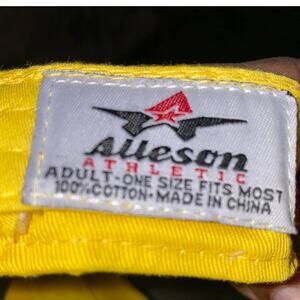 Alleson
ATHLETIC
ADULT-ONE SIZE FITS MOST
100%COTTON·MADE IN CHINA